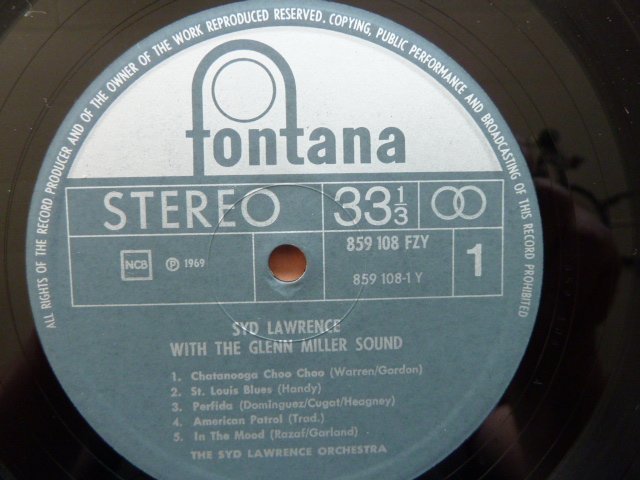 ALL RIGHTS OF THE RECORD PRODUCER AND OF THE OWNER OF THE WORK REPRODUCED RESERVED. COPYING, PUBLIC PERFORMANCE AND BROADCASTING OF THIS RECORD PROHIBITED
fontana
STEREO 33 1/3
NCB ℗ 1969 859 108 FZY 1
859 108-1 Y
SYD LAWRENCE
WITH THE GLENN MILLER SOUND
1. Chatanooga Choo Choo (Warren/Gordon)
2. St. Louis Blues (Handy)
3. Perfida (Dominguez/Cugat/Heagney)
4. American Patrol (Trad.)
5. In The Mood (Razaf/Garland)
THE SYD LAWRENCE ORCHESTRA